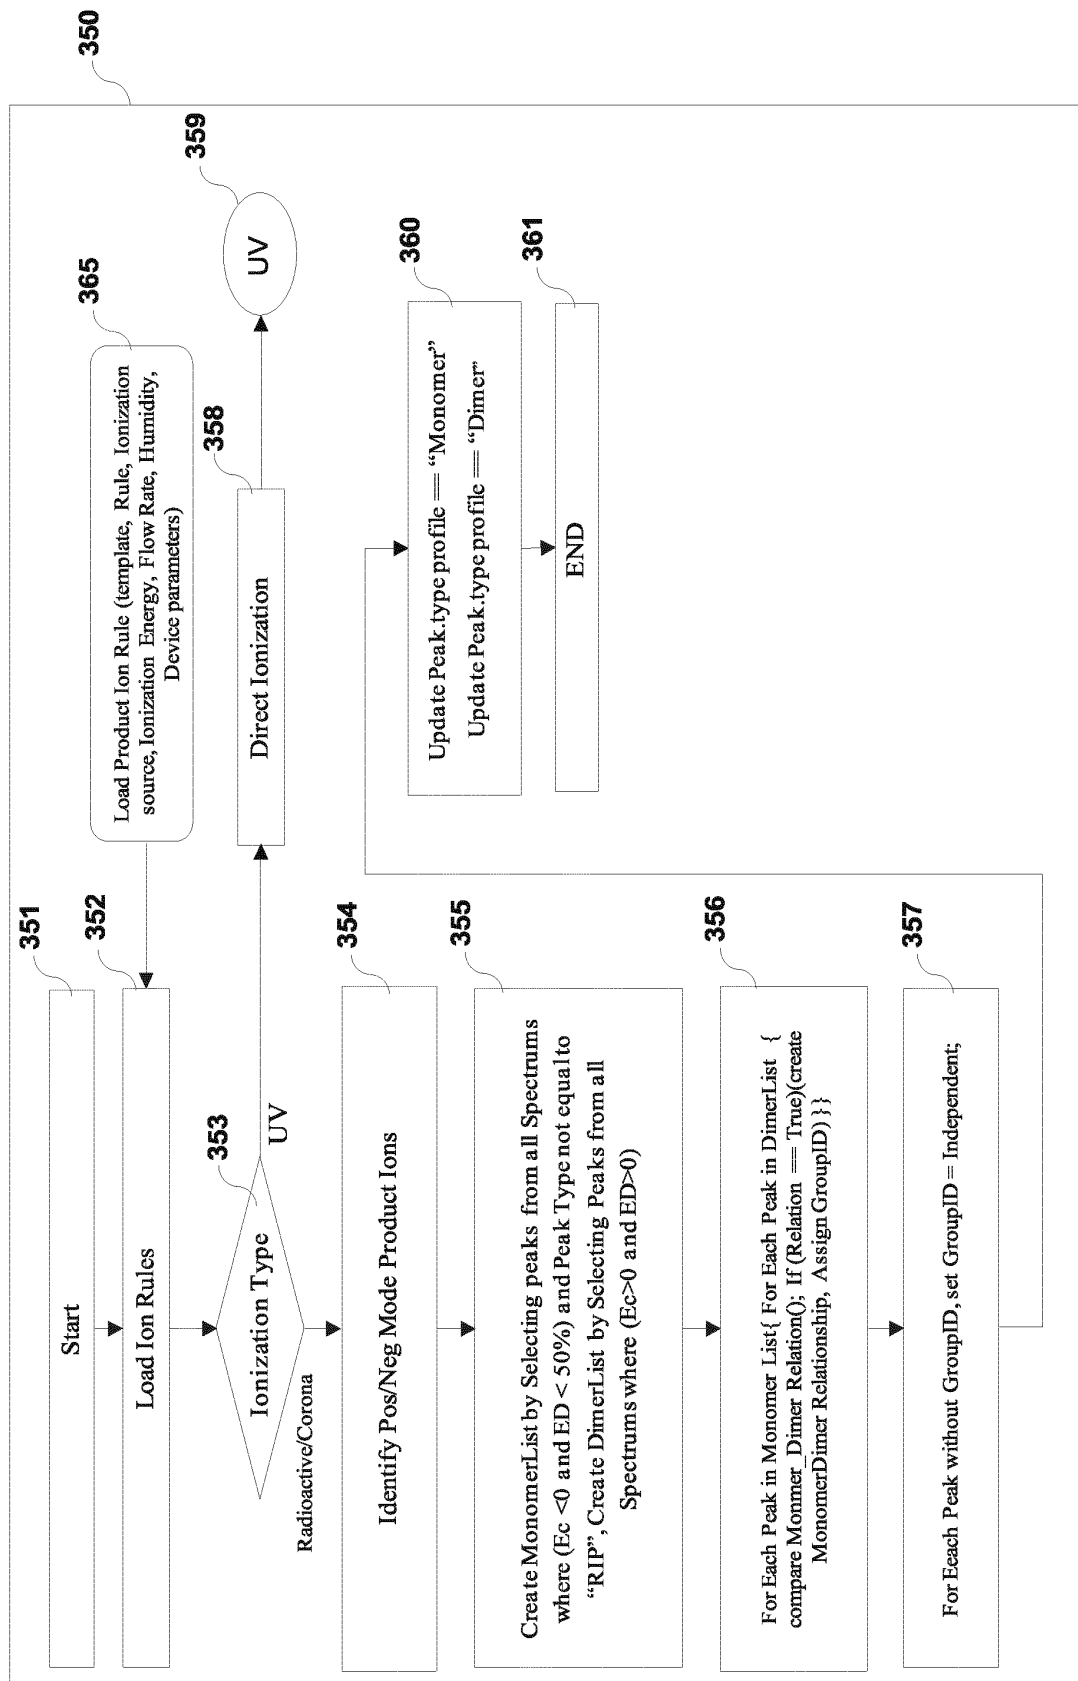 350
351
Start
352
Load Ion Rules
365
Load Product Ion Rule (template, Rule, Ionization
source, Ionization Energy, Flow Rate, Humidity,
Device parameters)
353
Ionization Type
UV
Radioactive/Corona
358
Direct Ionization
359
UV
354
Identify Pos/Neg Mode Product Ions
355
Create MonomerList by Selecting peaks from all Spectrums
where (Ec <0 and ED < 50%) and Peak Type not equal to
“RIP”, Create DimerList by Selecting Peaks from all
Spectrums where (Ec>0 and ED>0)
356
For Each Peak in Monomer List{ For Each Peak in DimerList {
compare Monmer_Dimer Relation(); If (Relation == True)(create
MonomerDimer Relationship, Assign GroupID) } }
357
For Eeach Peak without GroupID, set GroupID = Independent;
360
Update Peak.type profile == “Monomer”
Update Peak.type profile == “Dimer”
361
END